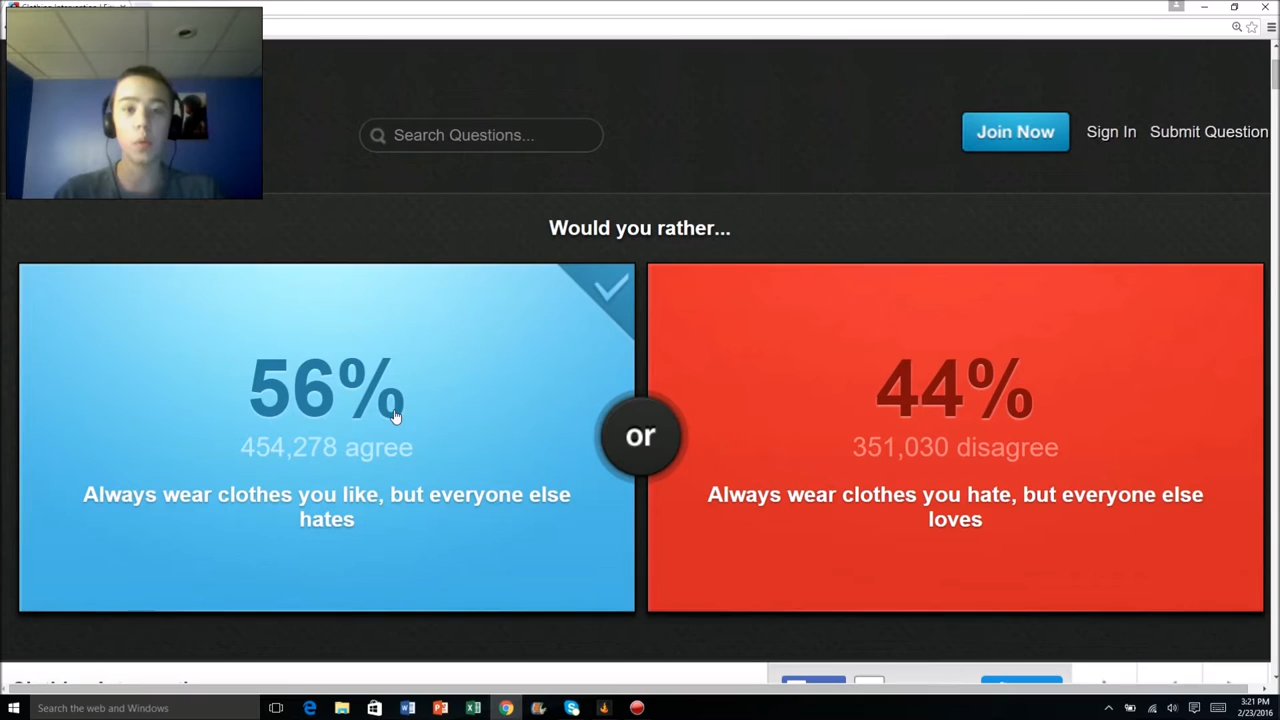 Search Questions...
Join Now
Sign In
Submit Question
Would you rather...
56%
454,278 agree
Always wear clothes you like, but everyone else
hates
or
44%
351,030 disagree
Always wear clothes you hate, but everyone else
loves
Search the web and Windows
3:21 PM
2/23/2016